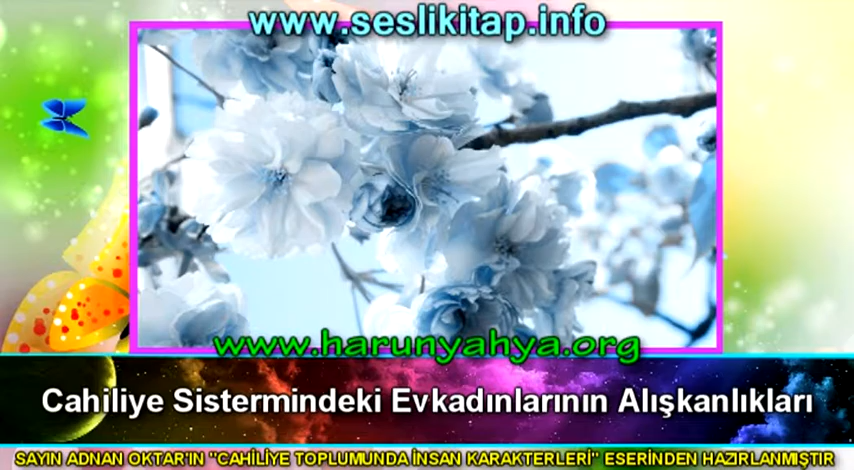 www.seslikitap.info
www.harunyahya.org
Cahiliye Sistermindeki Evkadınlarının Alışkanlıkları
SAYIN ADNAN OKTAR'IN "CAHİLİYE TOPLUMUNDA İNSAN KARAKTERLERİ" ESERİNDEN HAZIRLANMIŞTIR